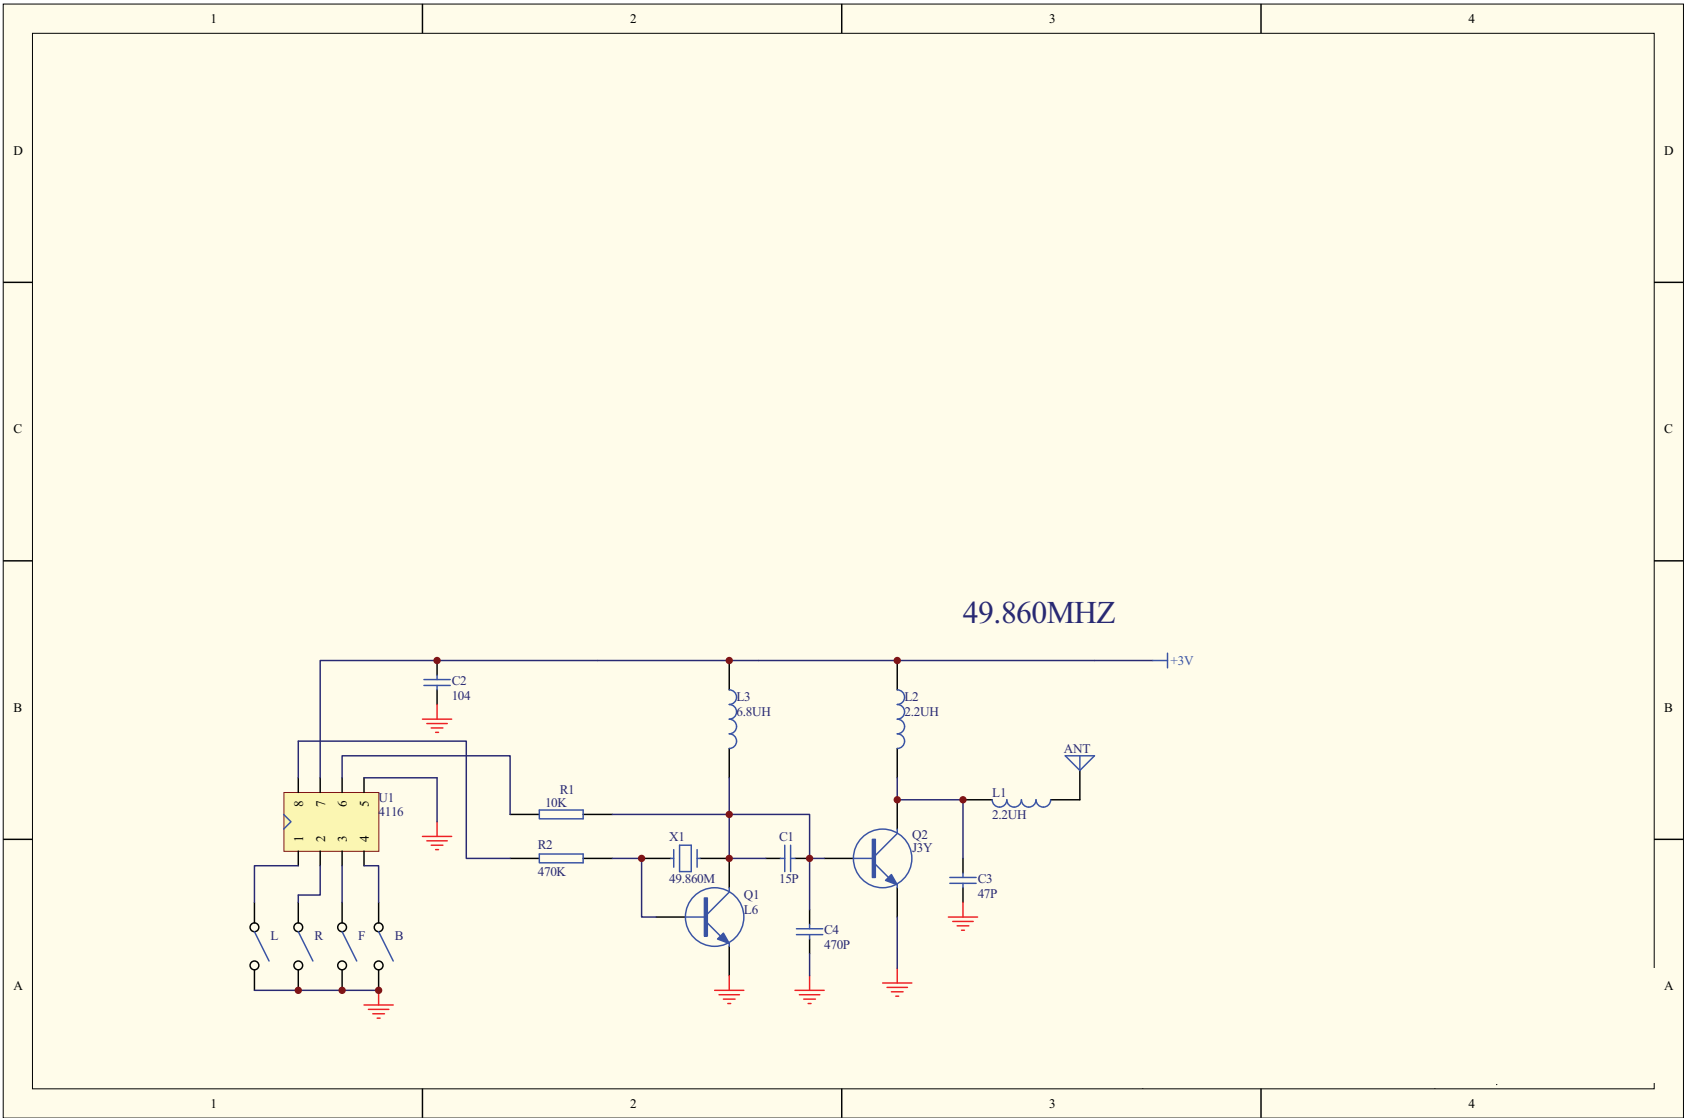 1 2 3 4
D D
C C
49.860MHZ
+3V
C2
104
L3
6.8UH
L2
2.2UH
B B
ANT
8 7 6 5
U1
4116
1 2 3 4
R1
10K
L1
2.2UH
R2
470K
X1
49.860M
C1
15P
Q2
J3Y
C3
47P
Q1
L6
C4
470P
L R F B
A A
1 2 3 4